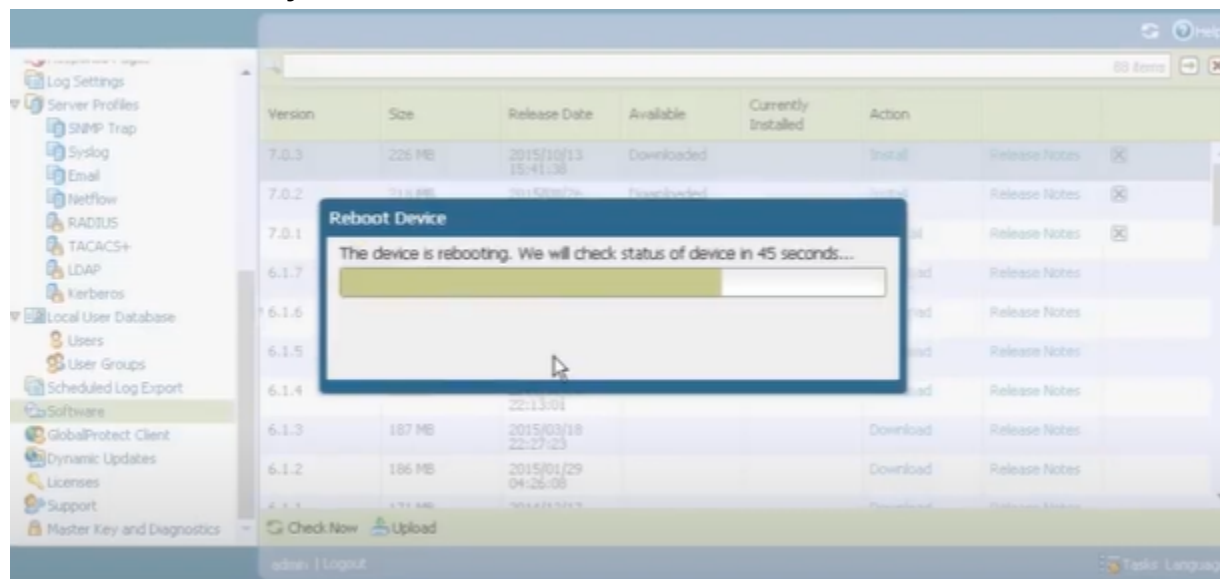 Help
68 items
Log Settings
Server Profiles
SNMP Trap
Syslog
Email
Netflow
RADIUS
TACACS+
LDAP
Kerberos
Local User Database
Users
User Groups
Scheduled Log Export
Software
GlobalProtect Client
Dynamic Updates
Licenses
Support
Master Key and Diagnostics
Version Size Release Date Available Currently Installed Action
7.0.3 226 MB 2015/10/13 15:41:38 Downloaded Install Release Notes
7.0.2 Downloaded Install Release Notes
7.0.1 Release Notes
6.1.7 Release Notes
6.1.6 Release Notes
6.1.5 Release Notes
6.1.4 22:13:01 Release Notes
6.1.3 187 MB 2015/03/18 22:27:23 Download Release Notes
6.1.2 186 MB 2015/01/29 04:26:08 Download Release Notes
Reboot Device
The device is rebooting. We will check status of device in 45 seconds...
Check Now Upload
admin | Logout
Tasks Language